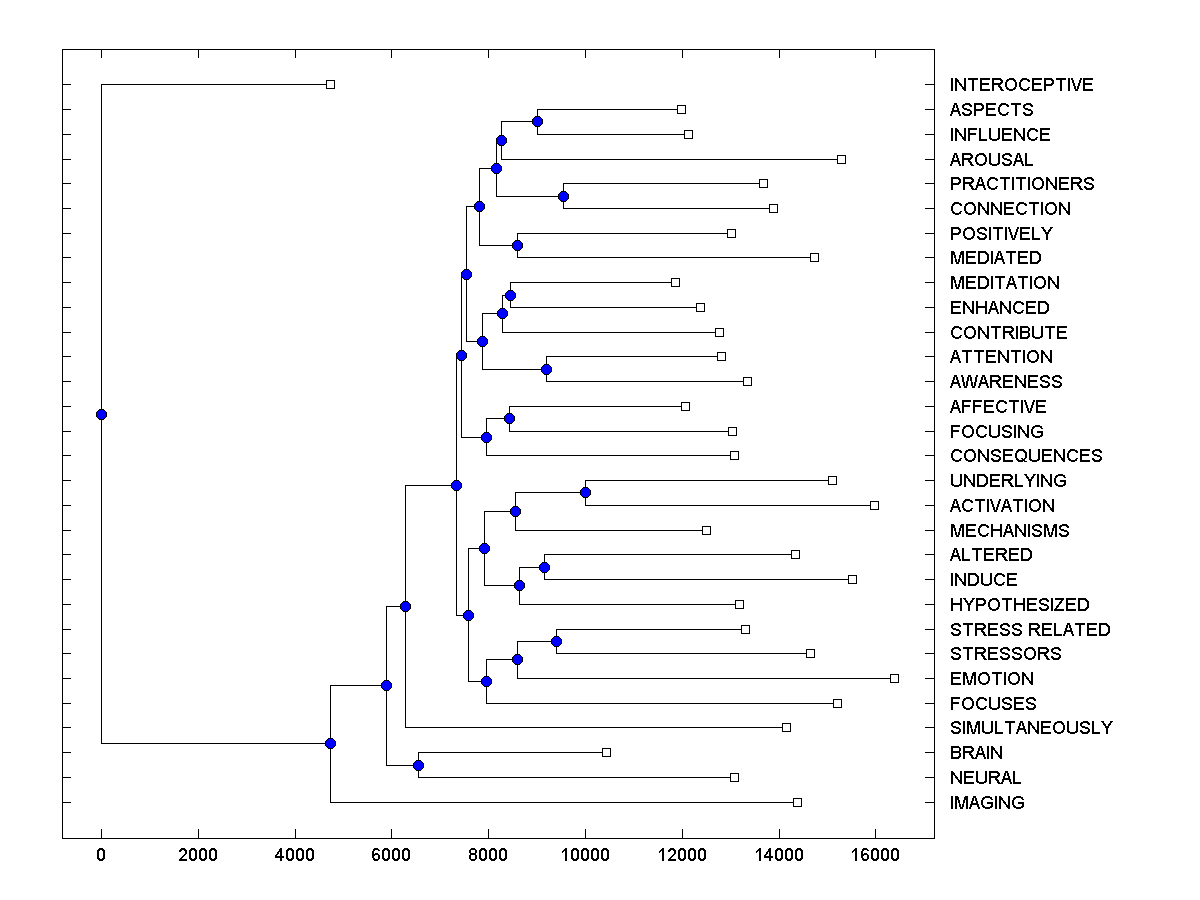 INTEROCEPTIVE
ASPECTS
INFLUENCE
AROUSAL
PRACTITIONERS
CONNECTION
POSITIVELY
MEDIATED
MEDITATION
ENHANCED
CONTRIBUTE
ATTENTION
AWARENESS
AFFECTIVE
FOCUSING
CONSEQUENCES
UNDERLYING
ACTIVATION
MECHANISMS
ALTERED
INDUCE
HYPOTHESIZED
STRESS RELATED
STRESSORS
EMOTION
FOCUSES
SIMULTANEOUSLY
BRAIN
NEURAL
IMAGING
0 2000 4000 6000 8000 10000 12000 14000 16000